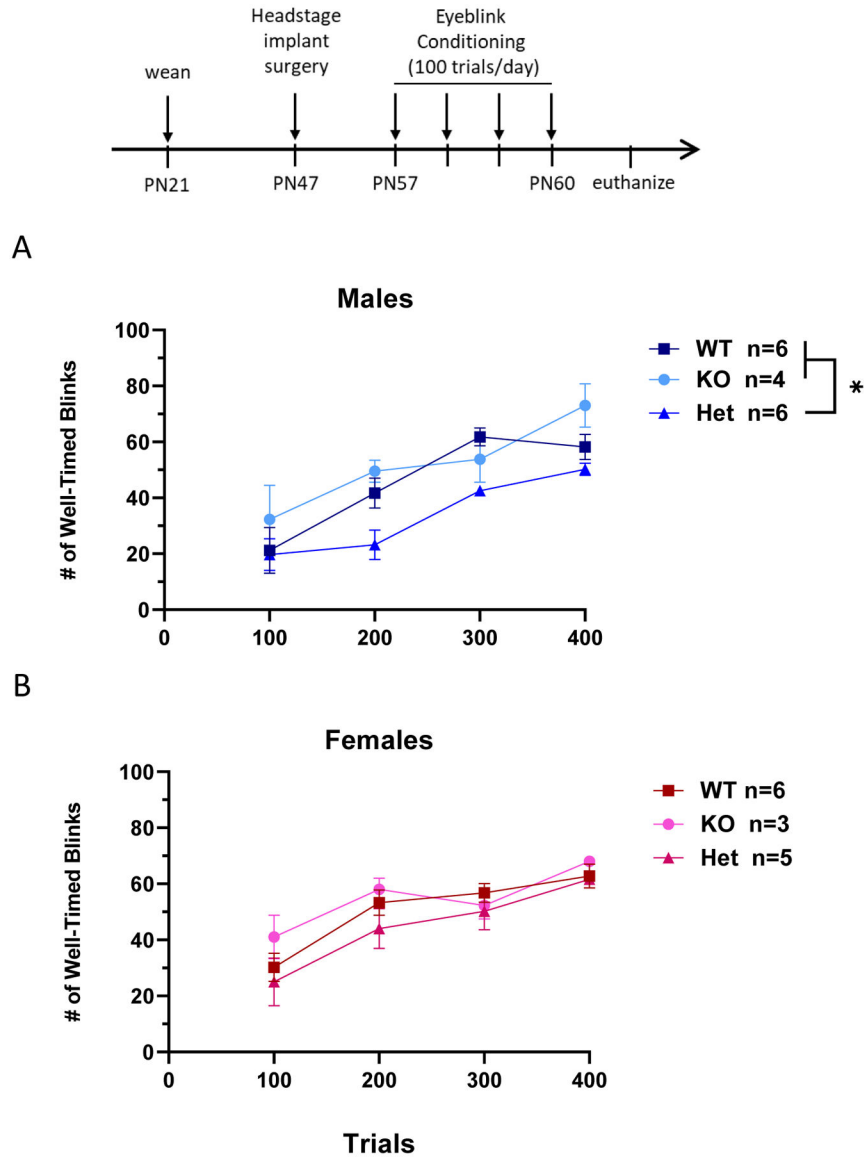 Headstage
implant
surgery
Eyeblink
Conditioning
(100 trials/day)
wean
PN21
PN47
PN57
PN60
euthanize
A
Males
# of Well-Timed Blinks
100
80
60
40
20
0
0
100
200
300
400
WT n=6
KO n=4
Het n=6
*
B
Females
# of Well-Timed Blinks
100
80
60
40
20
0
0
100
200
300
400
WT n=6
KO n=3
Het n=5
Trials